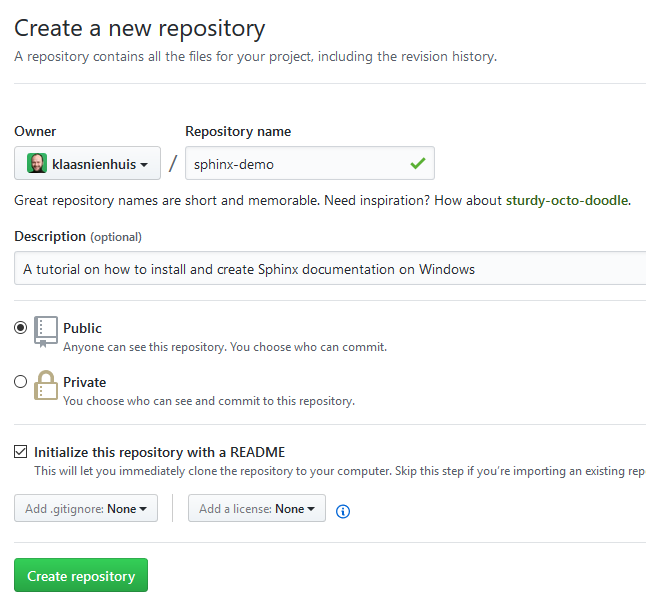 Create a new repository
A repository contains all the files for your project, including the revision history.
Owner
Repository name
klaasnienhuis / sphinx-demo
Great repository names are short and memorable. Need inspiration? How about sturdy-octo-doodle.
Description (optional)
A tutorial on how to install and create Sphinx documentation on Windows
Public
Anyone can see this repository. You choose who can commit.
Private
You choose who can see and commit to this repository.
Initialize this repository with a README
This will let you immediately clone the repository to your computer. Skip this step if you're importing an existing rep
Add .gitignore: None
Add a license: None
Create repository